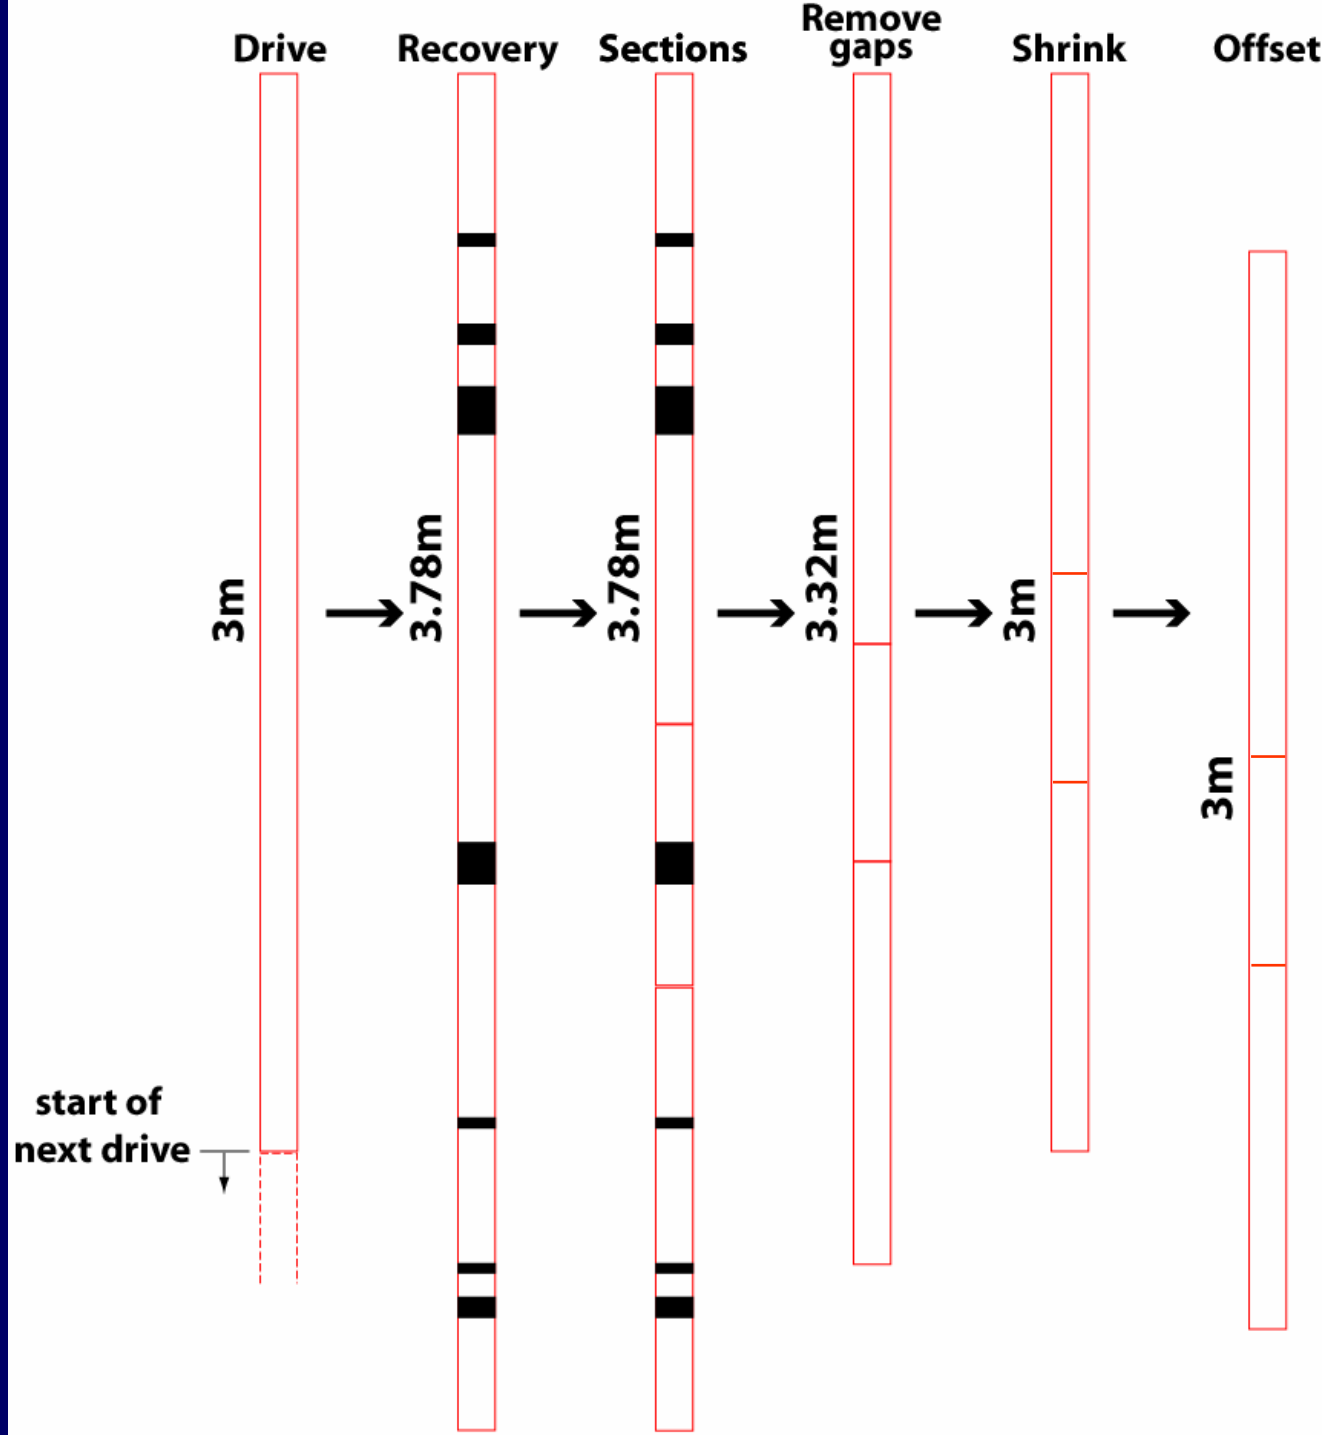 Drive
Recovery
Sections
Remove
gaps
Shrink
Offset
3m
3.78m
3.78m
3.32m
3m
3m
start of
next drive